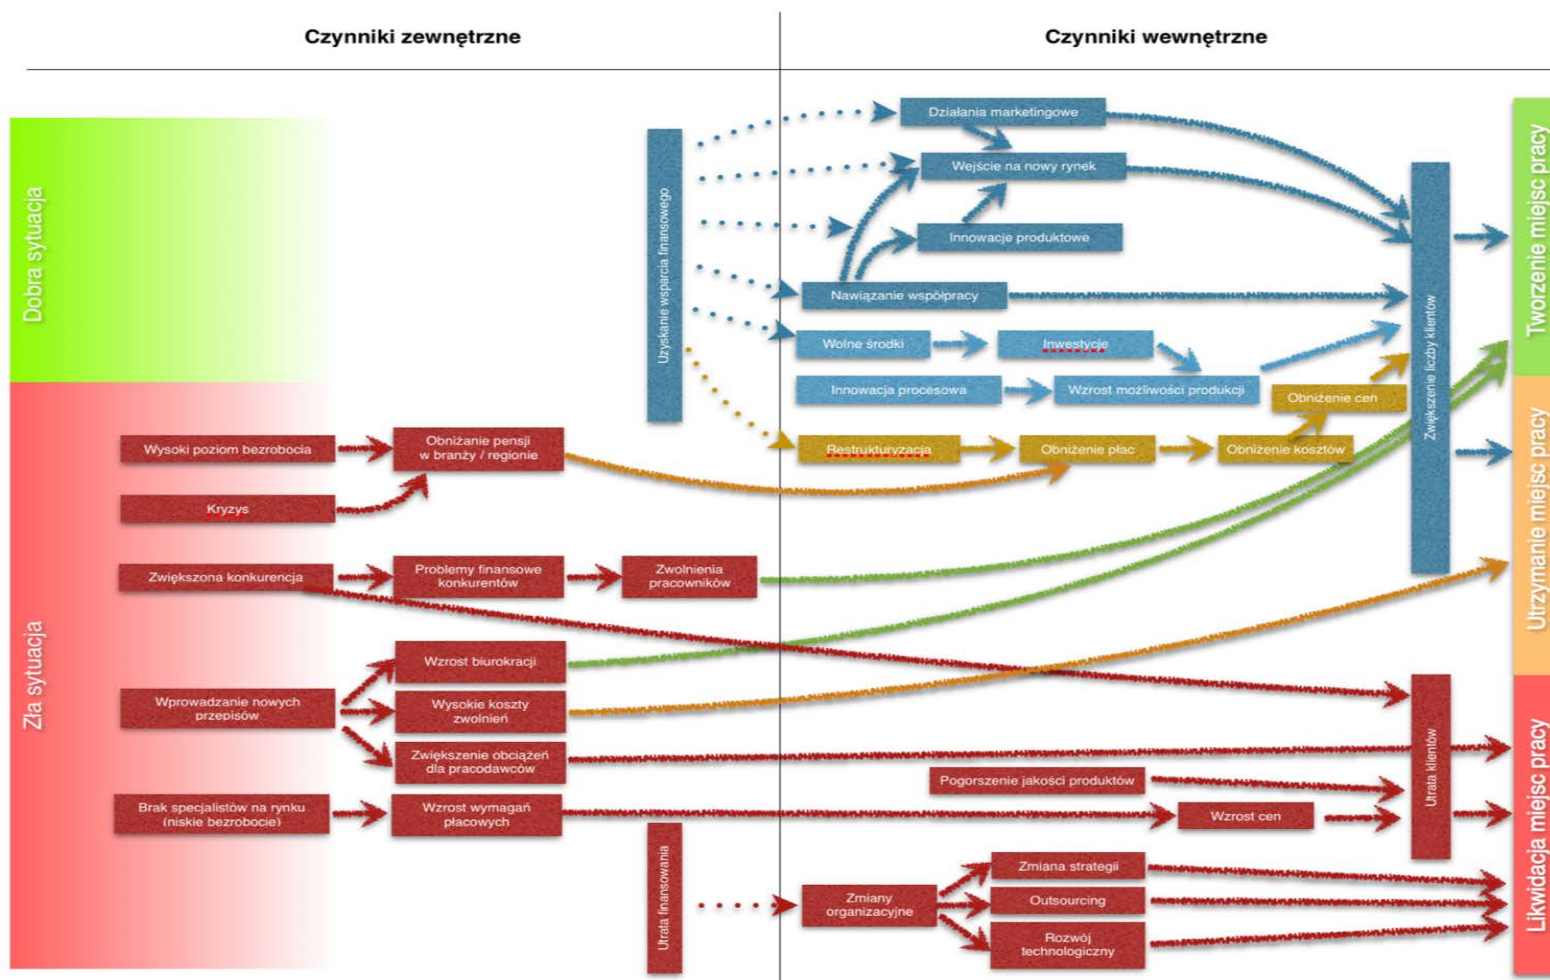 Czynniki zewnętrzne
Czynniki wewnętrzne
Dobra sytuacja
Zła sytuacja
Uzyskanie wsparcia finansowego
Działania marketingowe
Wejście na nowy rynek
Innowacje produktowe
Nawiązanie współpracy
Wolne środki
Inwestycje
Innowacja procesowa
Wzrost możliwości produkcji
Obniżenie cen
Restrukturyzacja
Obniżenie płac
Obniżenie kosztów
Zwiększenie liczby klientów
Tworzenie miejsc pracy
Utrzymanie miejsc pracy
Likwidacja miejsc pracy
Wysoki poziom bezrobocia
Obniżanie pensji
w branży / regionie
Kryzys
Zwiększona konkurencja
Problemy finansowe
konkurentów
Zwolnienia
pracowników
Wzrost biurokracji
Wprowadzanie nowych
przepisów
Wysokie koszty
zwolnień
Zwiększenie obciążeń
dla pracodawców
Brak specjalistów na rynku
(niskie bezrobocie)
Wzrost wymagań
płacowych
Pogorszenie jakości produktów
Wzrost cen
Utrata klientów
Utrata finansowania
Zmiany
organizacyjne
Zmiana strategii
Outsourcing
Rozwój
technologiczny